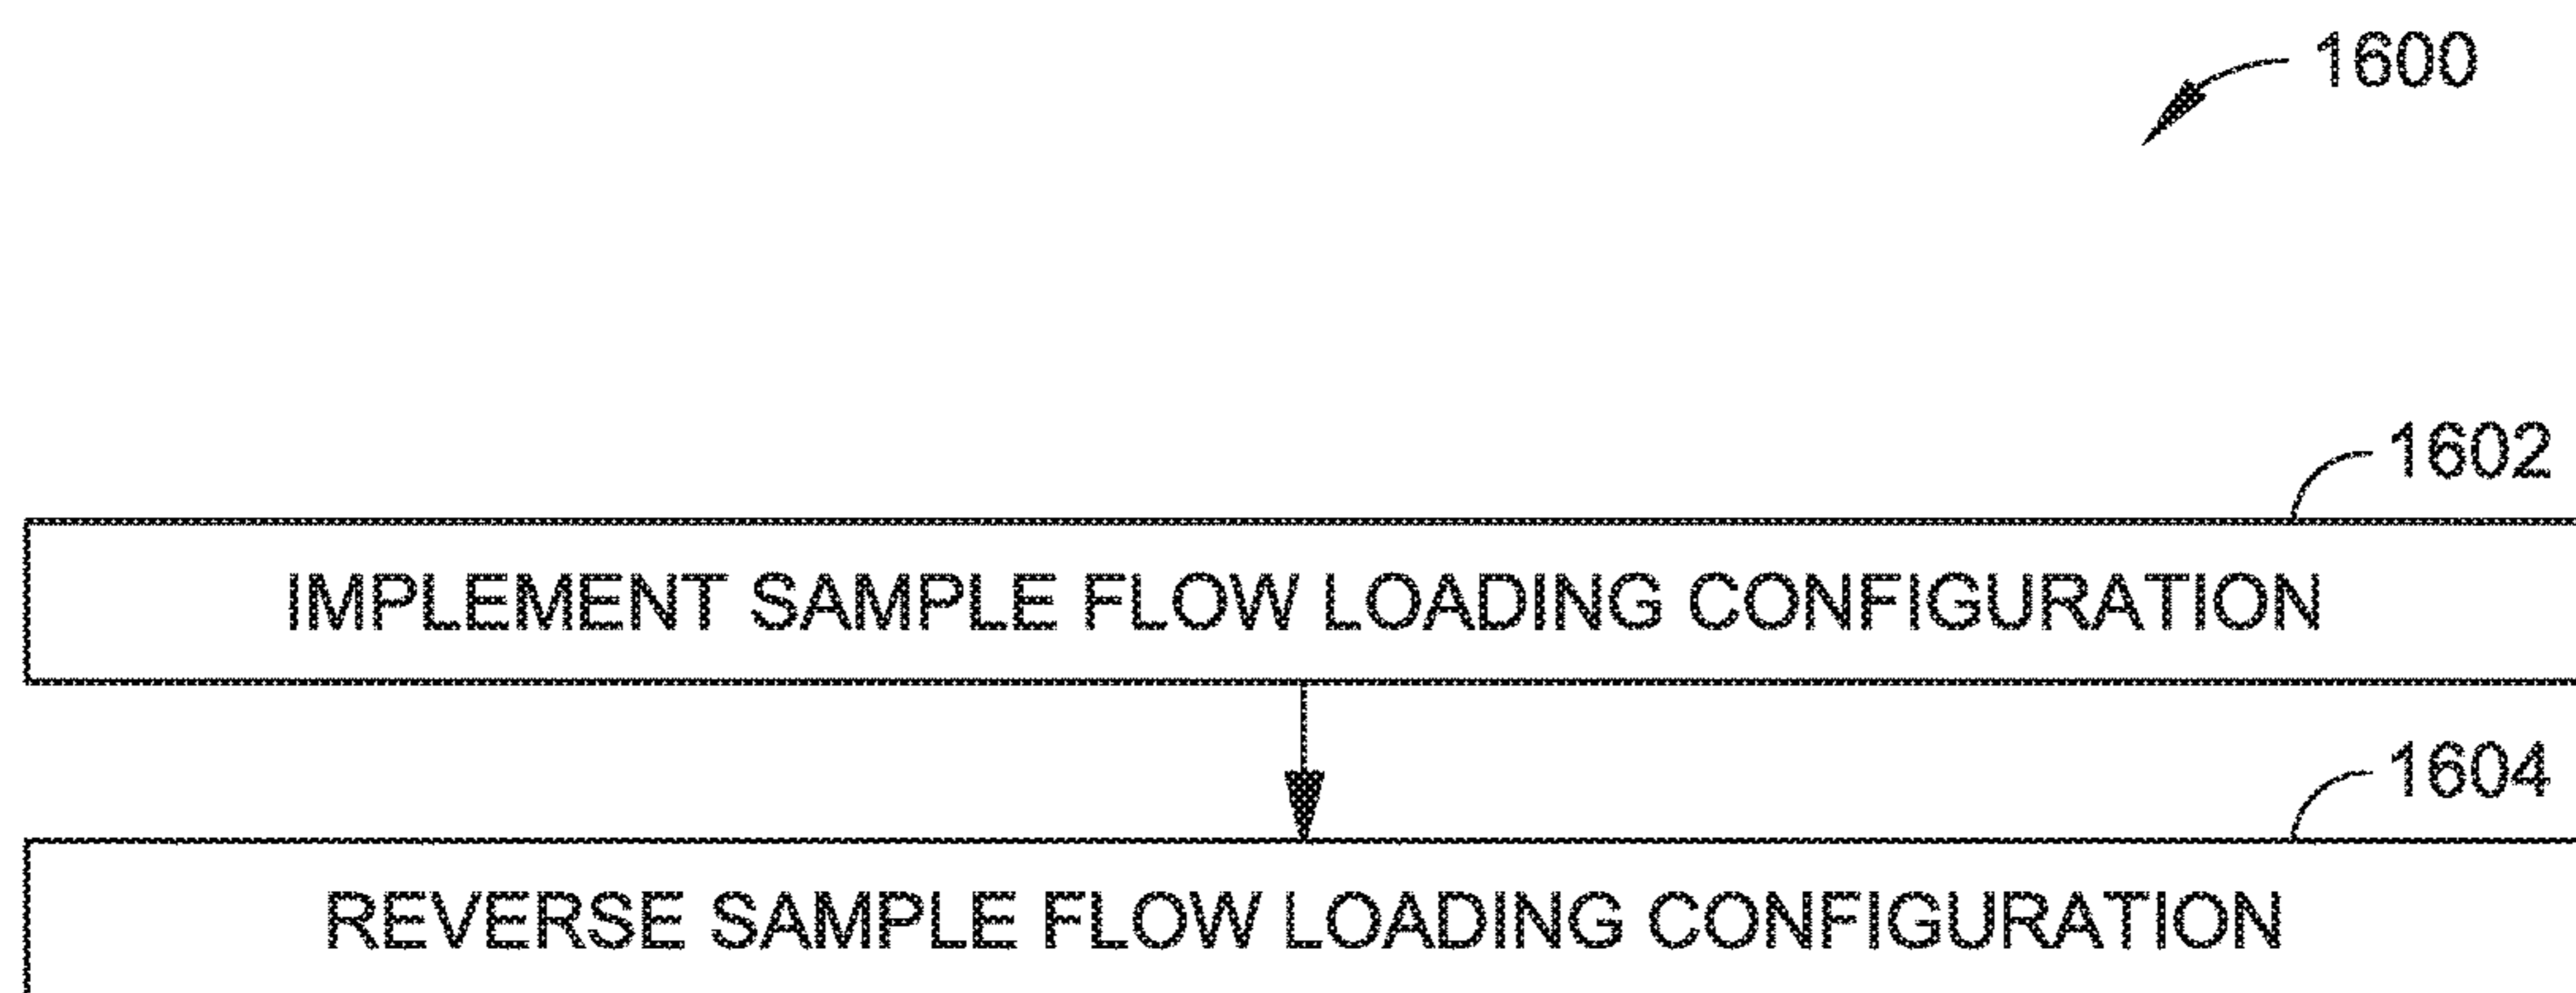 1600
1602
IMPLEMENT SAMPLE FLOW LOADING CONFIGURATION
1604
REVERSE SAMPLE FLOW LOADING CONFIGURATION